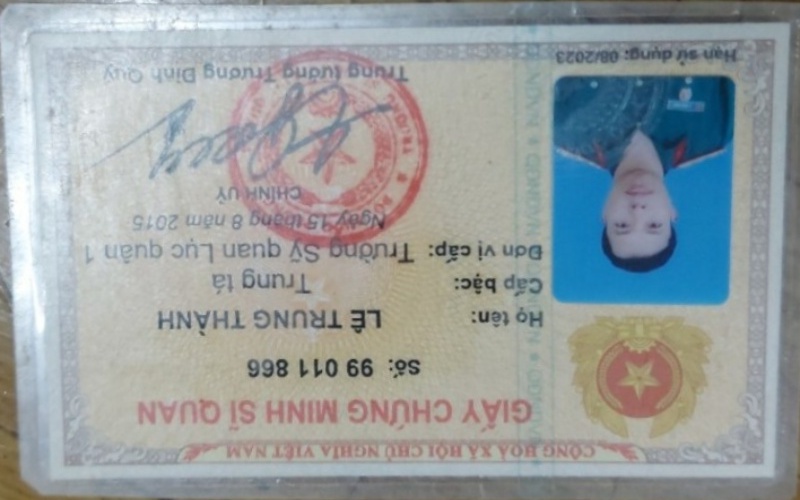 CỘNG HOÀ XÃ HỘI CHỦ NGHĨA VIỆT NAM
GIẤY CHỨNG MINH SĨ QUAN
Số: 99 011 866
Họ tên: LÊ TRUNG THÀNH
Cấp bậc: Trung tá
Đơn vị cấp: Trường Sỹ quan Lục quân 1
Ngày 15 tháng 8 năm 2015
CHÍNH UỶ
Trung tướng Trương Đình Quý
Hạn sử dụng: 08/2023